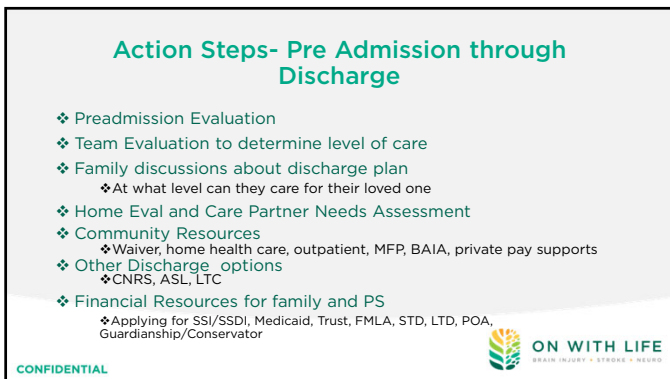 Action Steps- Pre Admission through
Discharge
❖ Preadmission Evaluation
❖ Team Evaluation to determine level of care
❖ Family discussions about discharge plan
❖At what level can they care for their loved one
❖ Home Eval and Care Partner Needs Assessment
❖ Community Resources
❖Waiver, home health care, outpatient, MFP, BAIA, private pay supports
❖ Other Discharge options
❖CNRS, ASL, LTC
❖ Financial Resources for family and PS
❖Applying for SSI/SSDI, Medicaid, Trust, FMLA, STD, LTD, POA,
Guardianship/Conservator
ON WITH LIFE
BRAIN INJURY • STROKE • NEURO
CONFIDENTIAL